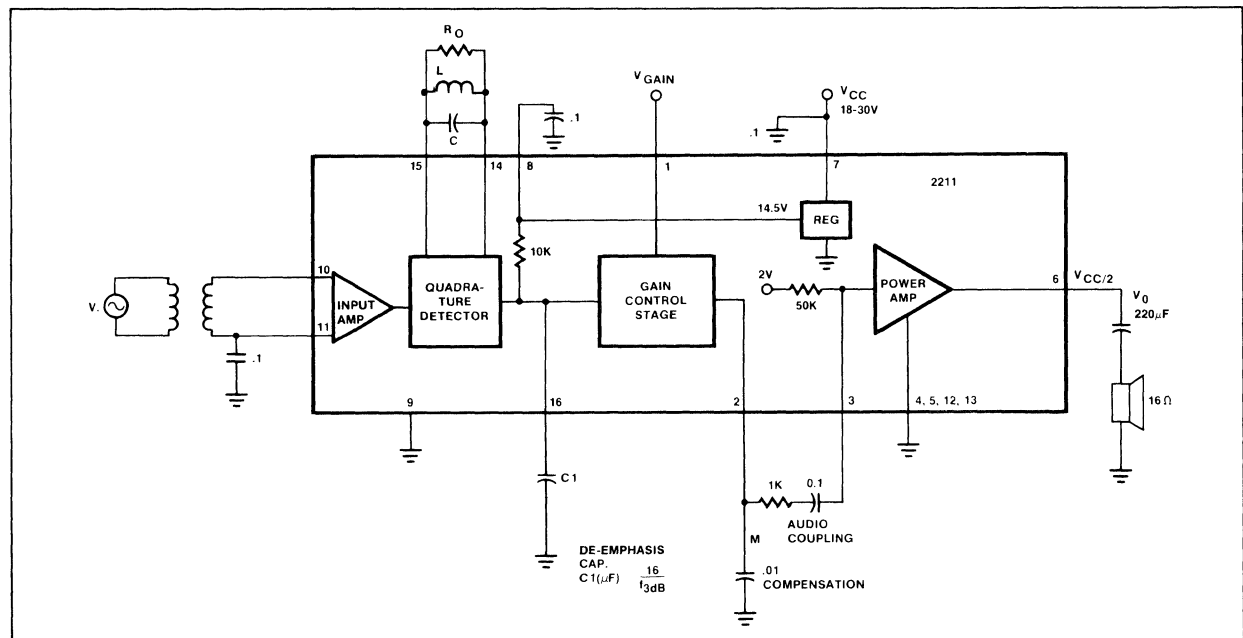 R O
L
C
V GAIN
V CC
18-30V
.1
.1
15
14
8
1
7
2211
14.5V
REG
10K
10
11
INPUT
AMP
QUADRA-
TURE
DETECTOR
GAIN
CONTROL
STAGE
2V
50K
POWER
AMP
6
V CC/2
V 0
220μF
V.
.1
16Ω
9
16
2
3
4, 5, 12, 13
C1
1K
0.1
AUDIO
COUPLING
M
DE-EMPHASIS
CAP.
C1(μF) 16
f3dB
.01
COMPENSATION